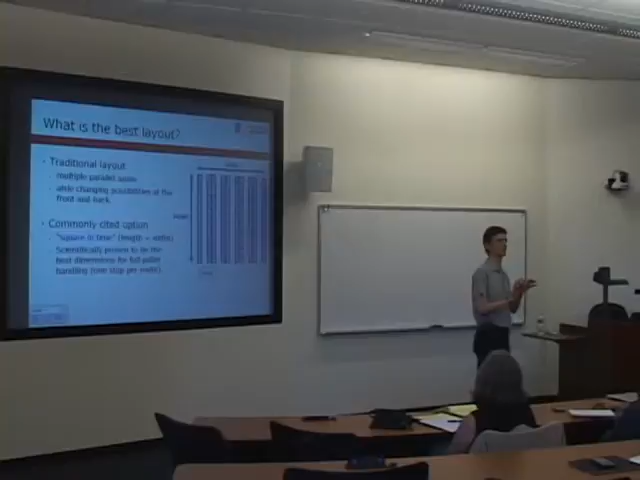 What is the best layout?
Traditional layout
multiple parallel aisles
aisle changing possibilities at the
front and back.
Commonly cited option
"square in time" (length = width)
Scientifically proven to be the
best dimensions for full pallet
handling (one stop per route).